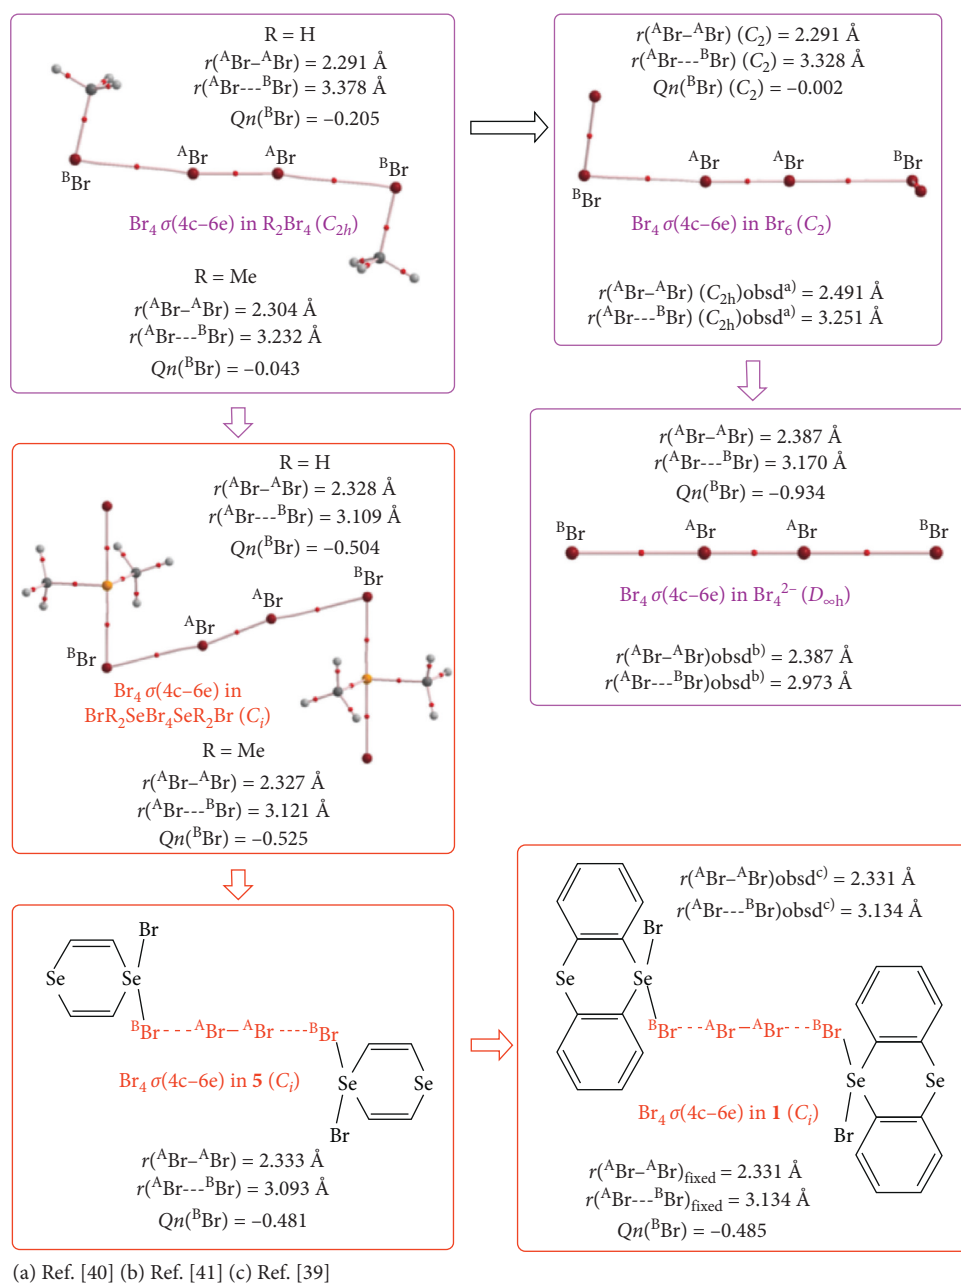 R = H
r(ᴬBr–ᴬBr) = 2.291 Å
r(ᴬBr---ᴮBr) = 3.378 Å
Qn(ᴮBr) = –0.205
ᴮBr ᴬBr ᴬBr ᴮBr
Br₄ σ(4c–6e) in R₂Br₄ (C₂ₕ)
R = Me
r(ᴬBr–ᴬBr) = 2.304 Å
r(ᴬBr---ᴮBr) = 3.232 Å
Qn(ᴮBr) = –0.043
r(ᴬBr–ᴬBr) (C₂) = 2.291 Å
r(ᴬBr---ᴮBr) (C₂) = 3.328 Å
Qn(ᴮBr) (C₂) = –0.002
ᴮBr ᴬBr ᴬBr ᴮBr
Br₄ σ(4c–6e) in Br₆ (C₂)
r(ᴬBr–ᴬBr) (C₂ₕ)obsdᵃ⁾ = 2.491 Å
r(ᴬBr---ᴮBr) (C₂ₕ)obsdᵃ⁾ = 3.251 Å
r(ᴬBr–ᴬBr) = 2.387 Å
r(ᴬBr---ᴮBr) = 3.170 Å
Qn(ᴮBr) = –0.934
ᴮBr ᴬBr ᴬBr ᴮBr
Br₄ σ(4c–6e) in Br₄²⁻ (D∞h)
r(ᴬBr–ᴬBr)obsdᵇ⁾ = 2.387 Å
r(ᴬBr---ᴮBr)obsdᵇ⁾ = 2.973 Å
R = H
r(ᴬBr–ᴬBr) = 2.328 Å
r(ᴬBr---ᴮBr) = 3.109 Å
Qn(ᴮBr) = –0.504
ᴮBr ᴬBr ᴬBr ᴮBr
Br₄ σ(4c–6e) in
BrR₂SeBr₄SeR₂Br (Cᵢ)
R = Me
r(ᴬBr–ᴬBr) = 2.327 Å
r(ᴬBr---ᴮBr) = 3.121 Å
Qn(ᴮBr) = –0.525
Br
Se Se
ᴮBr---ᴬBr–ᴬBr----ᴮBr
Br₄ σ(4c–6e) in 5 (Cᵢ)
Se Se
Br
r(ᴬBr–ᴬBr) = 2.333 Å
r(ᴬBr---ᴮBr) = 3.093 Å
Qn(ᴮBr) = –0.481
r(ᴬBr–ᴬBr)obsdᶜ⁾ = 2.331 Å
r(ᴬBr---ᴮBr)obsdᶜ⁾ = 3.134 Å
Br
Se Se
ᴮBr---ᴬBr–ᴬBr---ᴮBr
Se Se
Br₄ σ(4c–6e) in 1 (Cᵢ)
Br
r(ᴬBr–ᴬBr)fixed = 2.331 Å
r(ᴬBr---ᴮBr)fixed = 3.134 Å
Qn(ᴮBr) = –0.485
(a) Ref. [40] (b) Ref. [41] (c) Ref. [39]